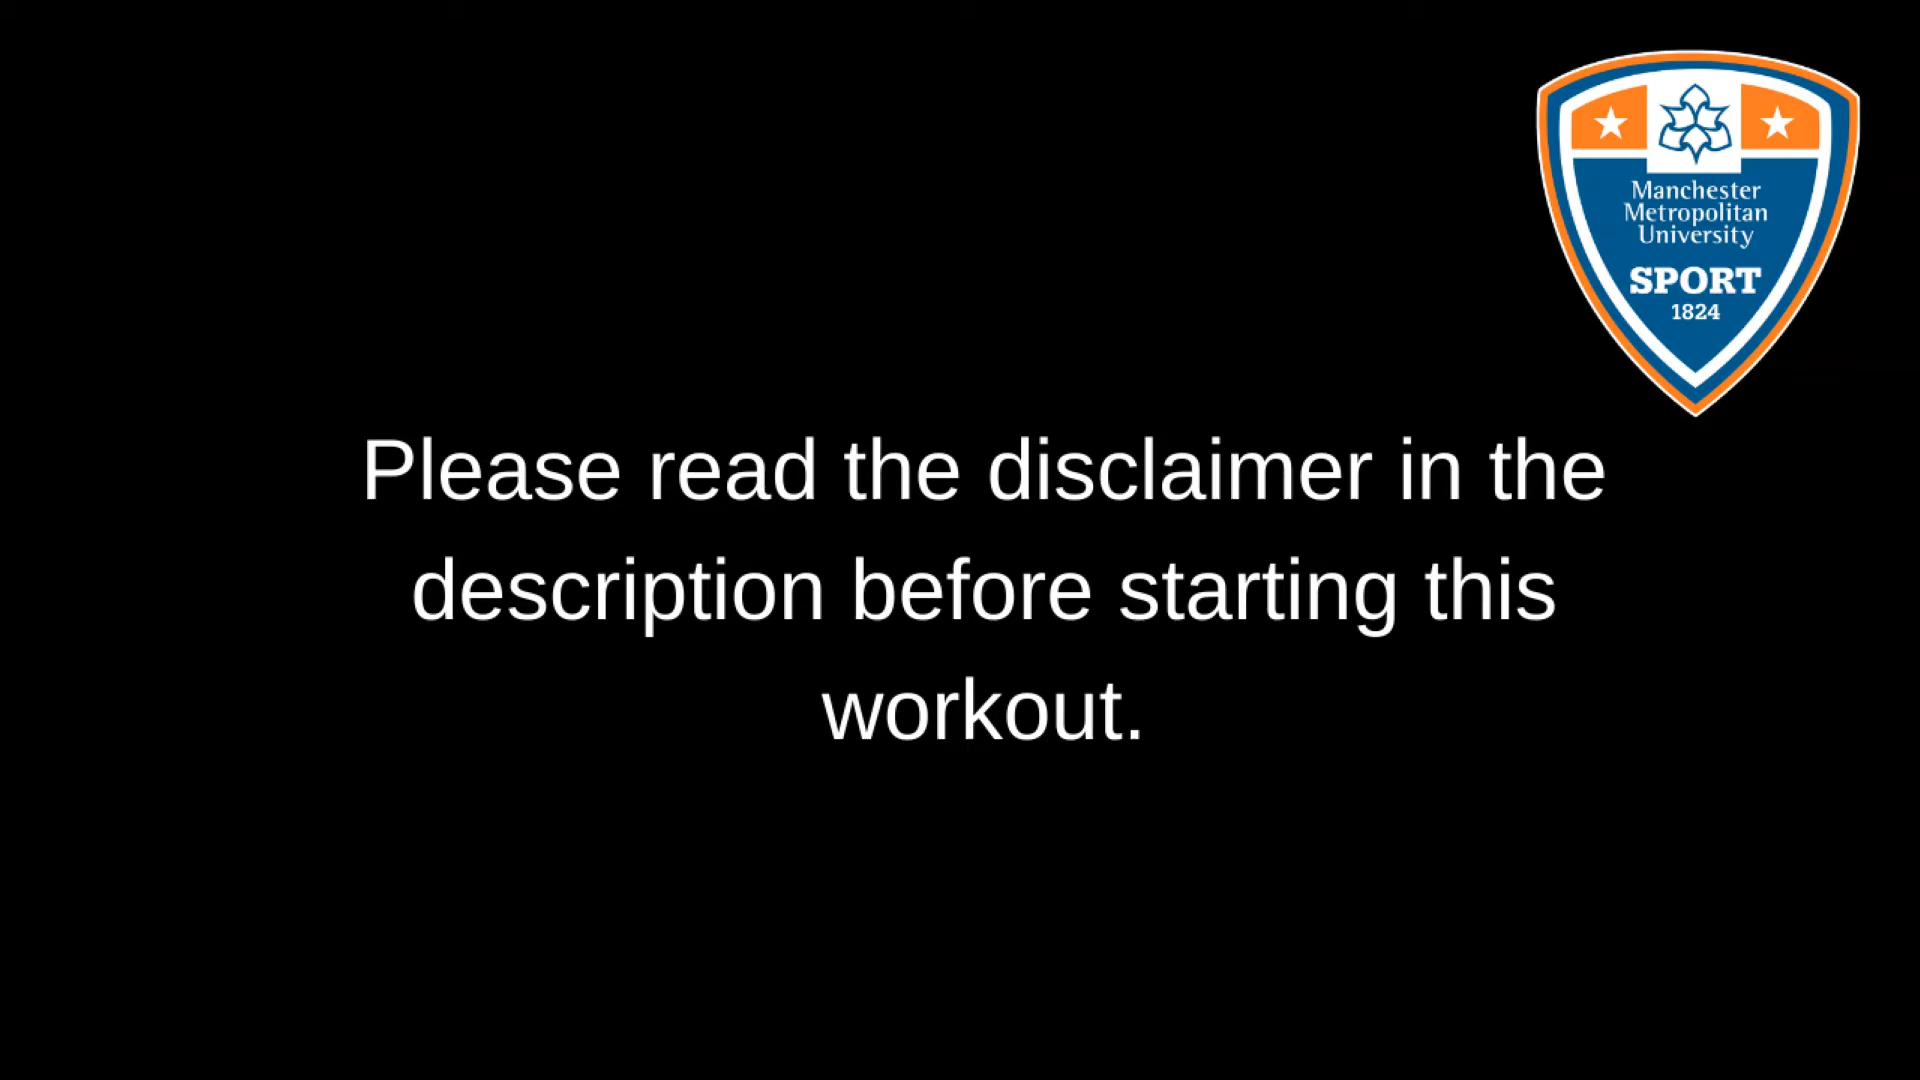 Manchester
Metropolitan
University
SPORT
1824
Please read the disclaimer in the
description before starting this
workout.